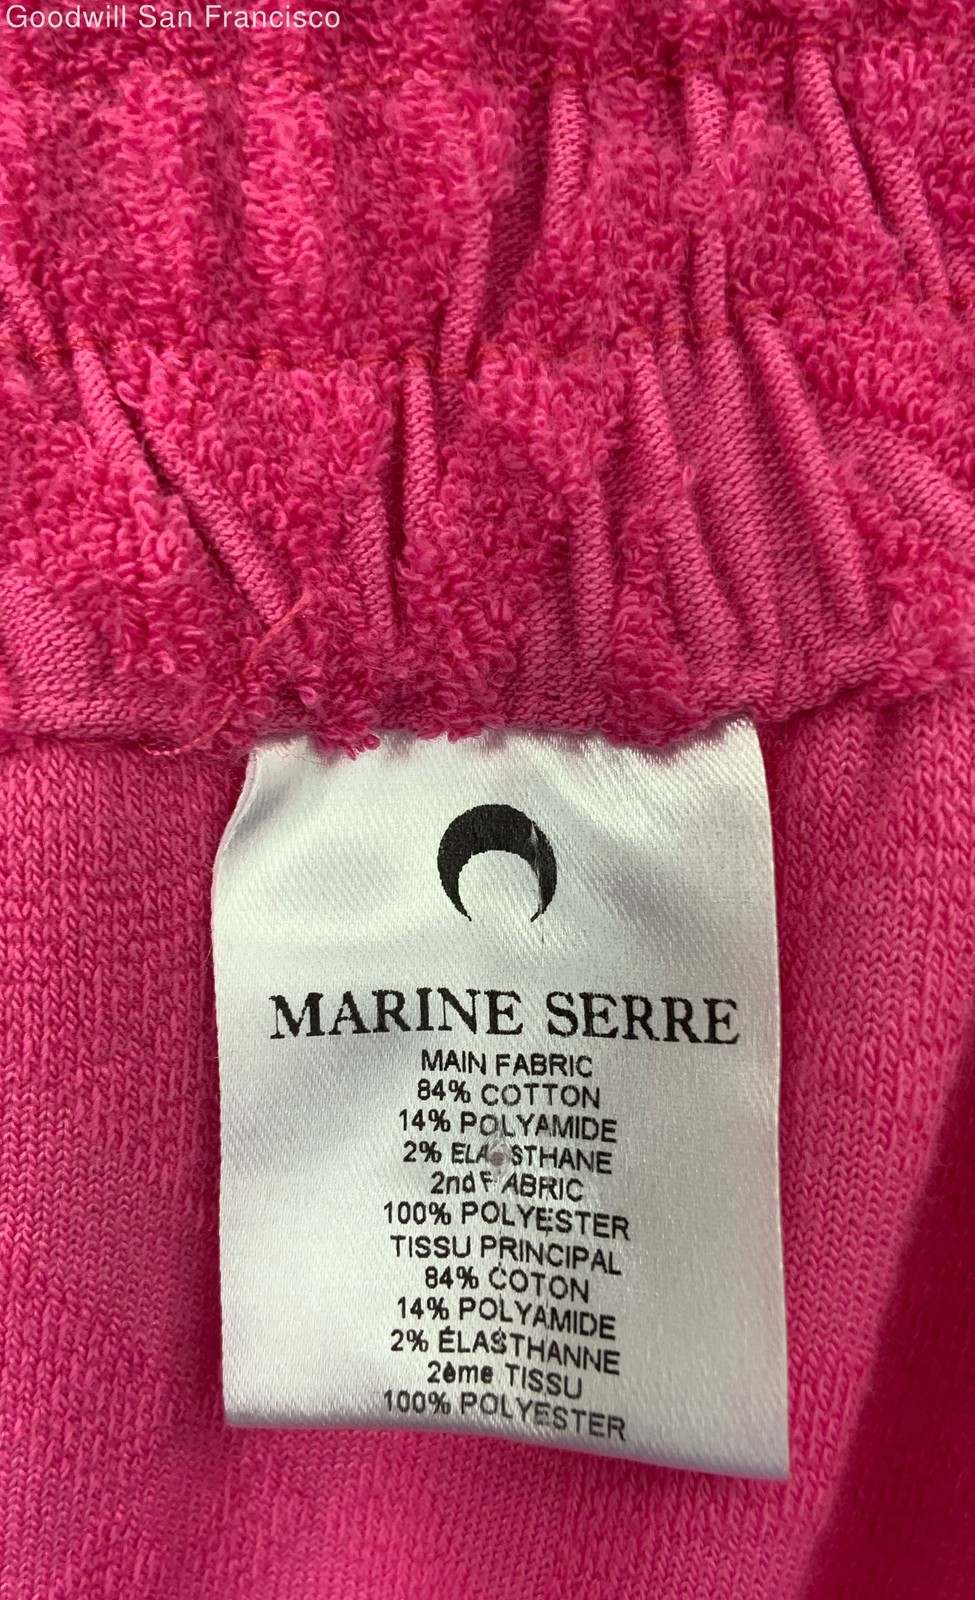 Goodwill San Francisco
MARINE SERRE
MAIN FABRIC
84% COTTON
14% POLYAMIDE
2% ELASTHANE
2nd FABRIC
100% POLYESTER
TISSU PRINCIPAL
84% COTON
14% POLYAMIDE
2% ÉLASTHANNE
2ème TISSU
100% POLYESTER